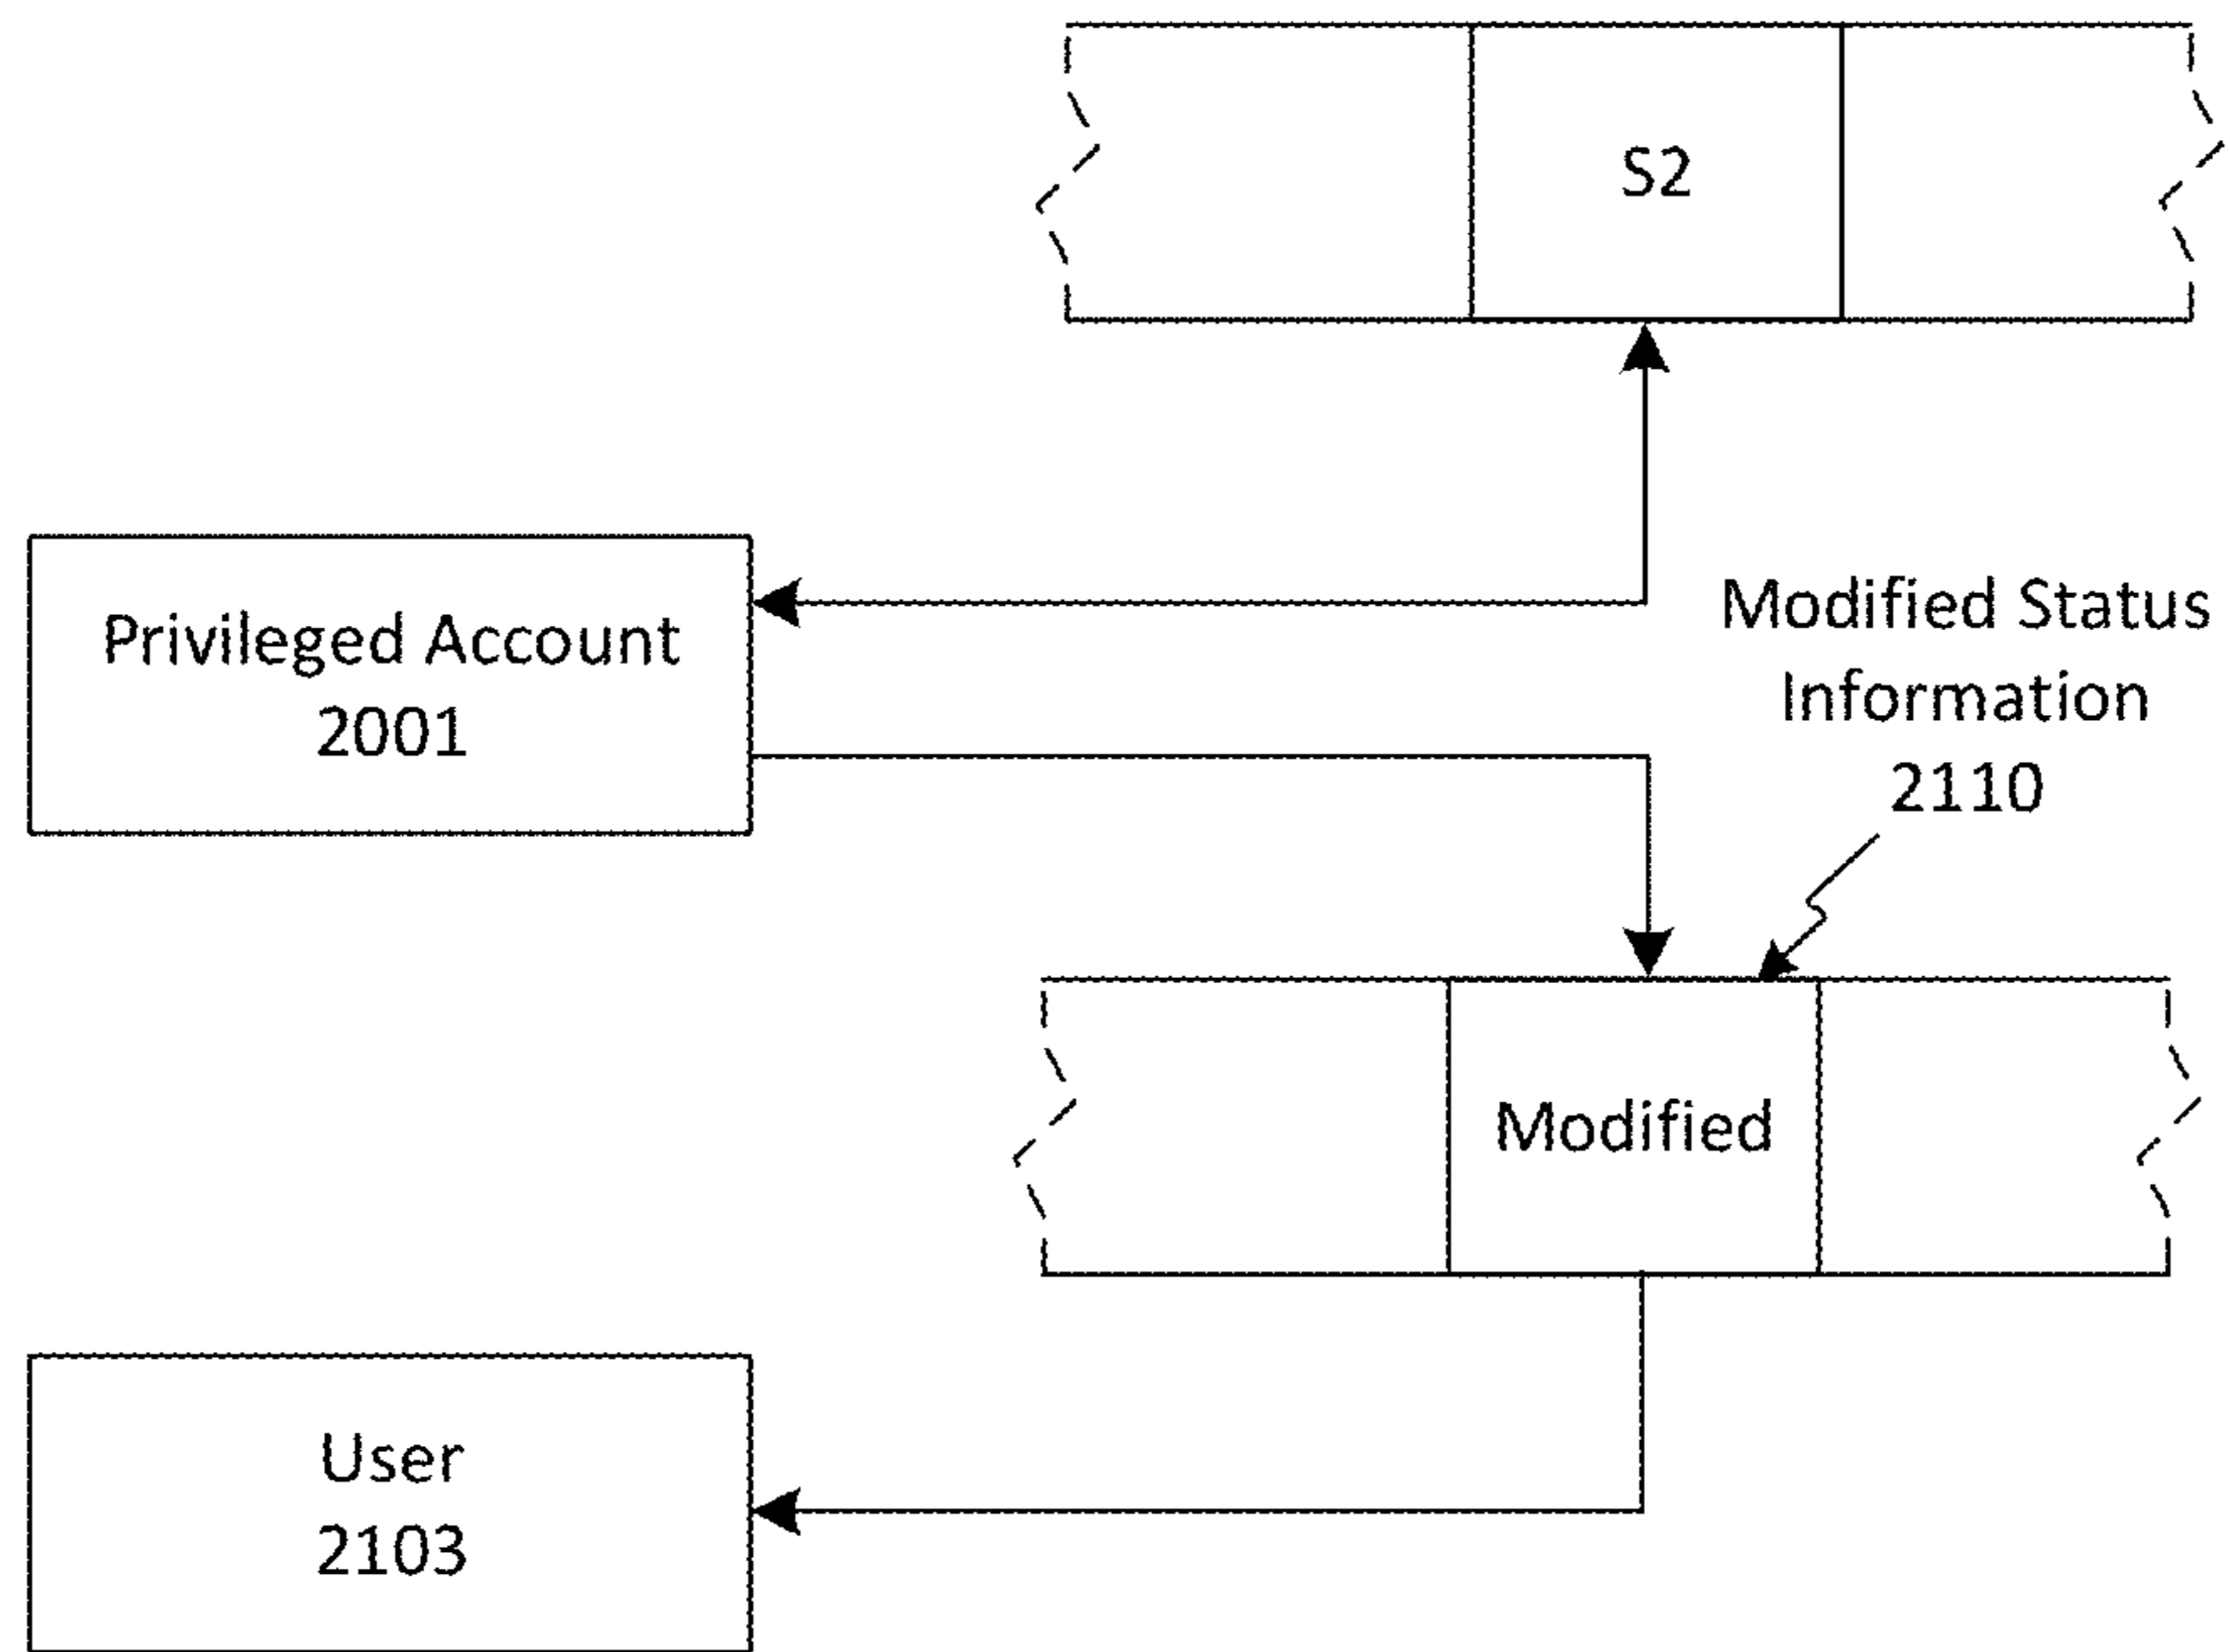 S2
Privileged Account
2001
Modified Status
Information
2110
Modified
User
2103